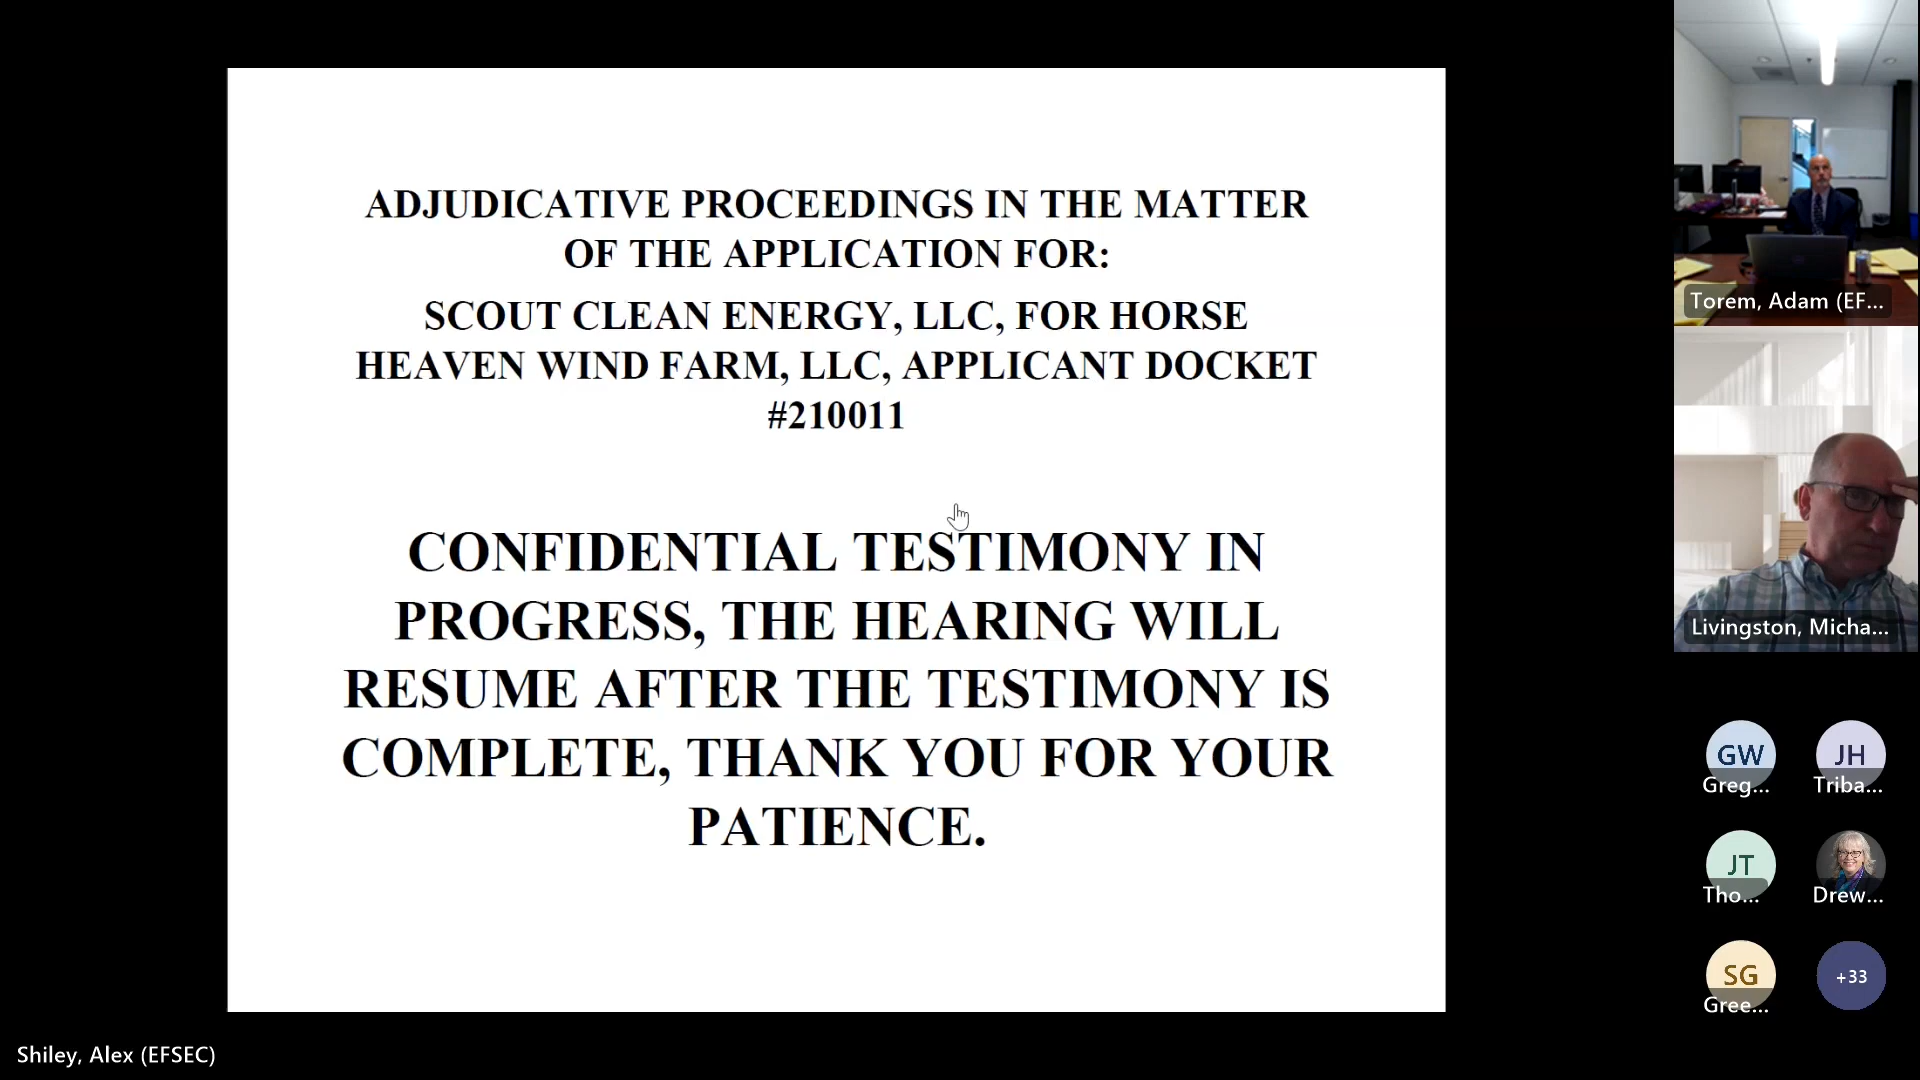 ADJUDICATIVE PROCEEDINGS IN THE MATTER
OF THE APPLICATION FOR:
SCOUT CLEAN ENERGY, LLC, FOR HORSE
HEAVEN WIND FARM, LLC, APPLICANT DOCKET
#210011
CONFIDENTIAL TESTIMONY IN
PROGRESS, THE HEARING WILL
RESUME AFTER THE TESTIMONY IS
COMPLETE, THANK YOU FOR YOUR
PATIENCE.
Torem, Adam (EF...
Livingston, Micha...
GW
Greg...
JH
Triba...
JT
Tho...
Drew...
SG
Gree...
+33
Shiley, Alex (EFSEC)